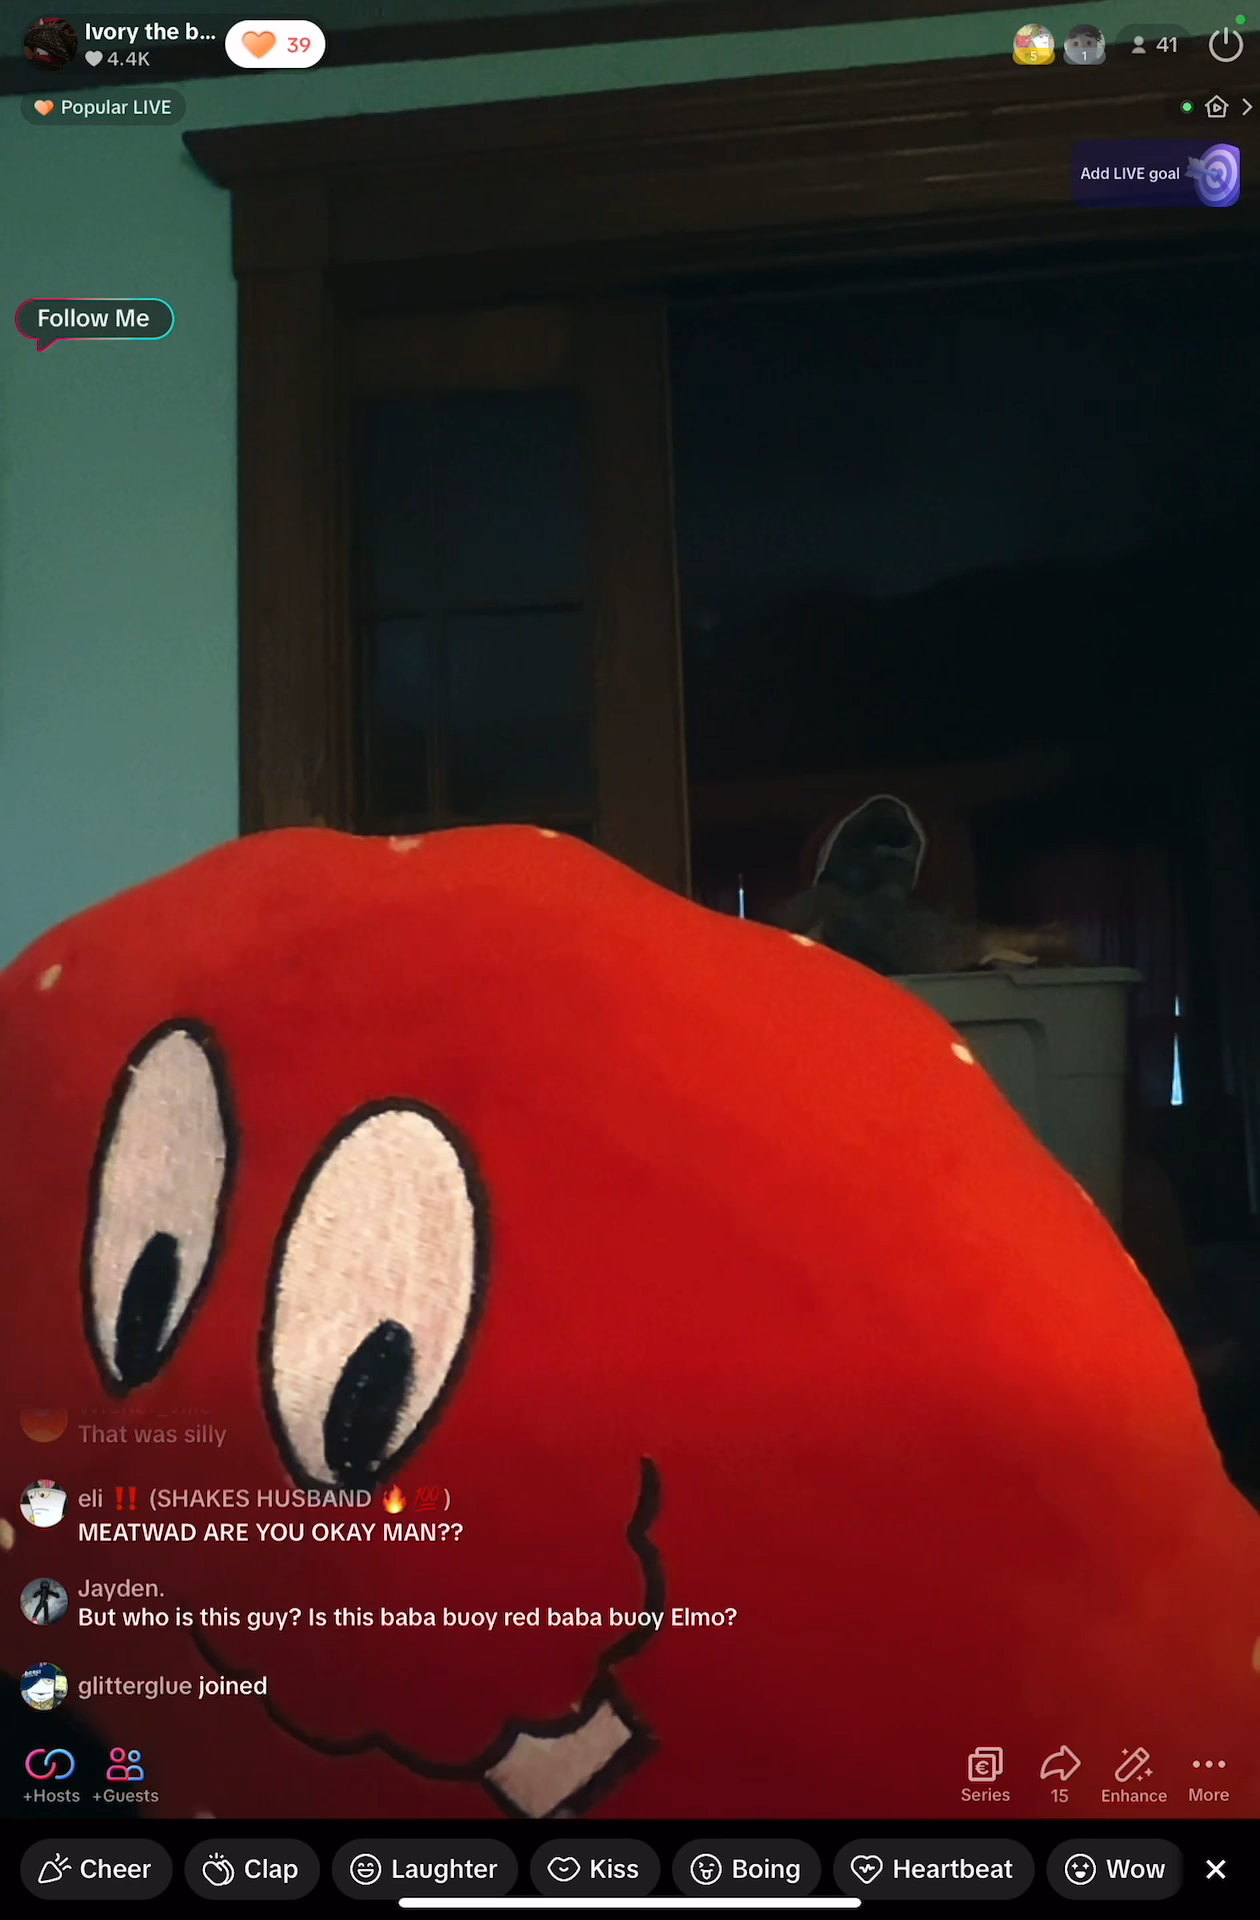 Ivory the b...
4.4K
39
5
1
41
Popular LIVE
Add LIVE goal
Follow Me
That was silly
eli ‼️ (SHAKES HUSBAND 🔥 💯)
MEATWAD ARE YOU OKAY MAN??
Jayden.
But who is this guy? Is this baba buoy red baba buoy Elmo?
glitterglue joined
+Hosts
+Guests
Series
15
Enhance
More
Cheer
Clap
Laughter
Kiss
Boing
Heartbeat
Wow